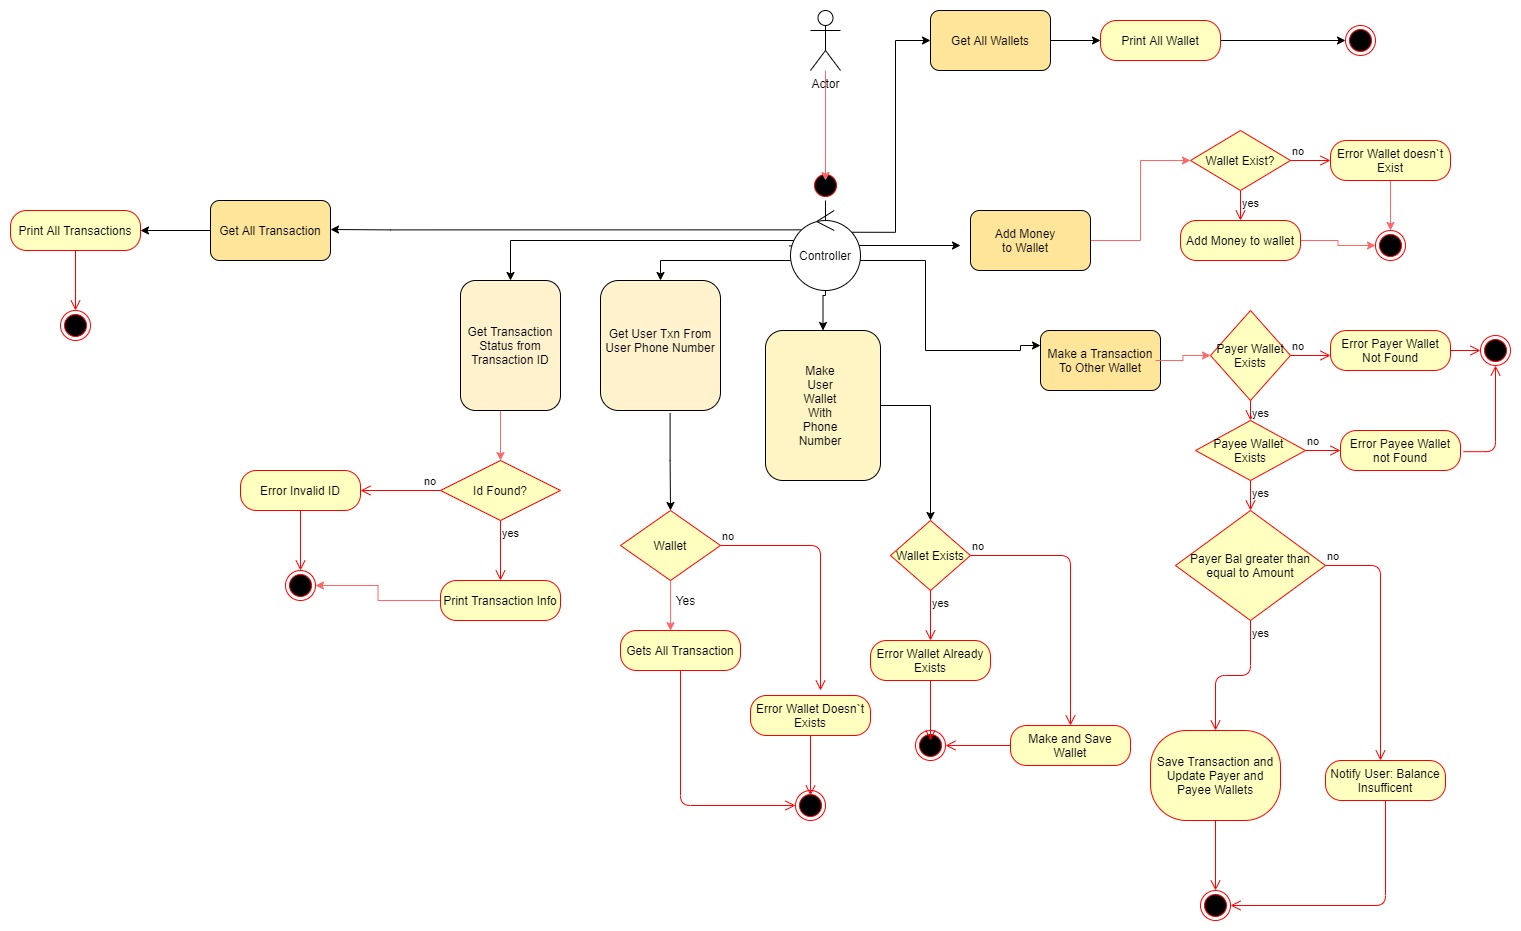 Actor
Get All Wallets
Print All Wallet
Wallet Exist?
no
Error Wallet doesn`t
Exist
yes
Add Money to wallet
Add Money
to Wallet
Controller
Get All Transaction
Print All Transactions
Get Transaction
Status from
Transaction ID
Get User Txn From
User Phone Number
Make
User
Wallet
With
Phone
Number
Make a Transaction
To Other Wallet
Payer Wallet
Exists
no
Error Payer Wallet
Not Found
yes
Payee Wallet
Exists
no
Error Payee Wallet
not Found
yes
Payer Bal greater than
equal to Amount
no
yes
Save Transaction and
Update Payer and
Payee Wallets
Notify User: Balance
Insufficent
Id Found?
no
Error Invalid ID
yes
Print Transaction Info
Wallet
no
Yes
Gets All Transaction
Error Wallet Doesn`t
Exists
Wallet Exists
no
yes
Error Wallet Already
Exists
Make and Save
Wallet